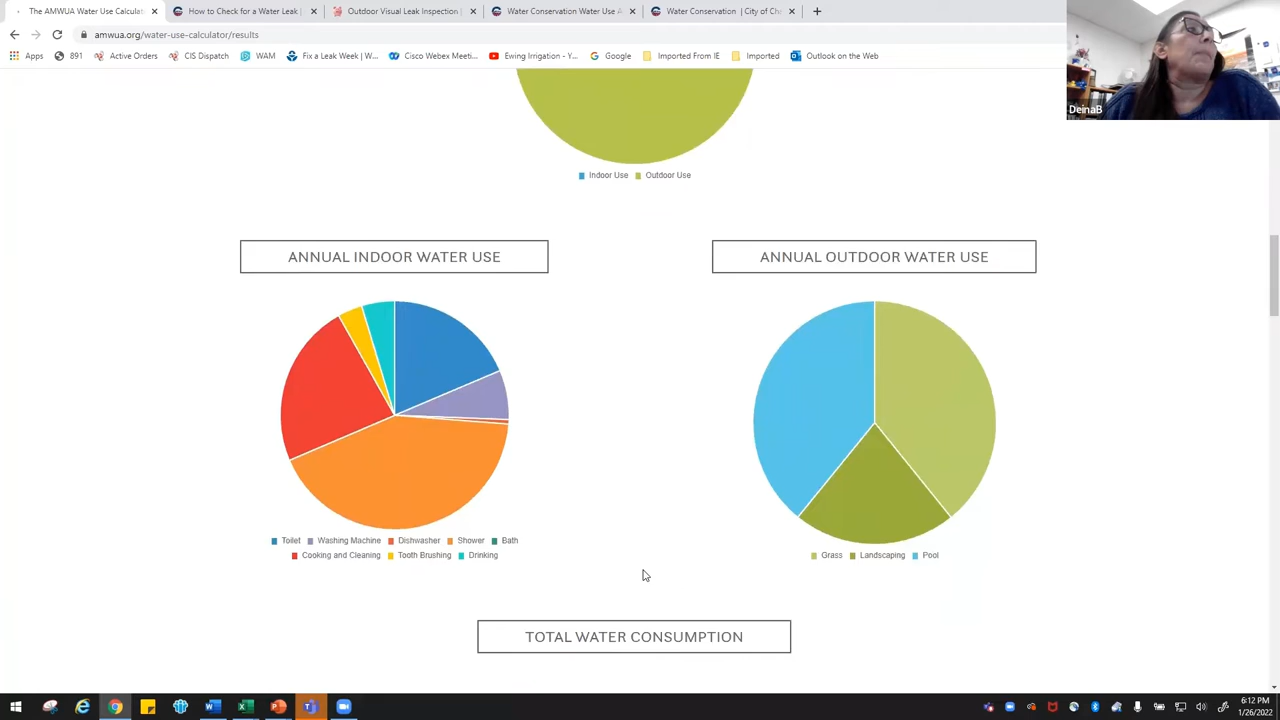 The AMWUA Water Use Calculat
How to Check for a Water Leak |
Outdoor Visual Leak Inspection |
Water Conservation Water Use A
Water Conservation | City of Cha
amwua.org/water-use-calculator/results
Apps
891
Active Orders
CIS Dispatch
WAM
Fix a Leak Week | W...
Cisco Webex Meeti...
Ewing Irrigation - Y...
Google
Imported From IE
Imported
Outlook on the Web
DeinaB
Indoor Use Outdoor Use
ANNUAL INDOOR WATER USE
ANNUAL OUTDOOR WATER USE
Toilet Washing Machine Dishwasher Shower Bath
Cooking and Cleaning Tooth Brushing Drinking
Grass Landscaping Pool
TOTAL WATER CONSUMPTION
6:12 PM
1/26/2022